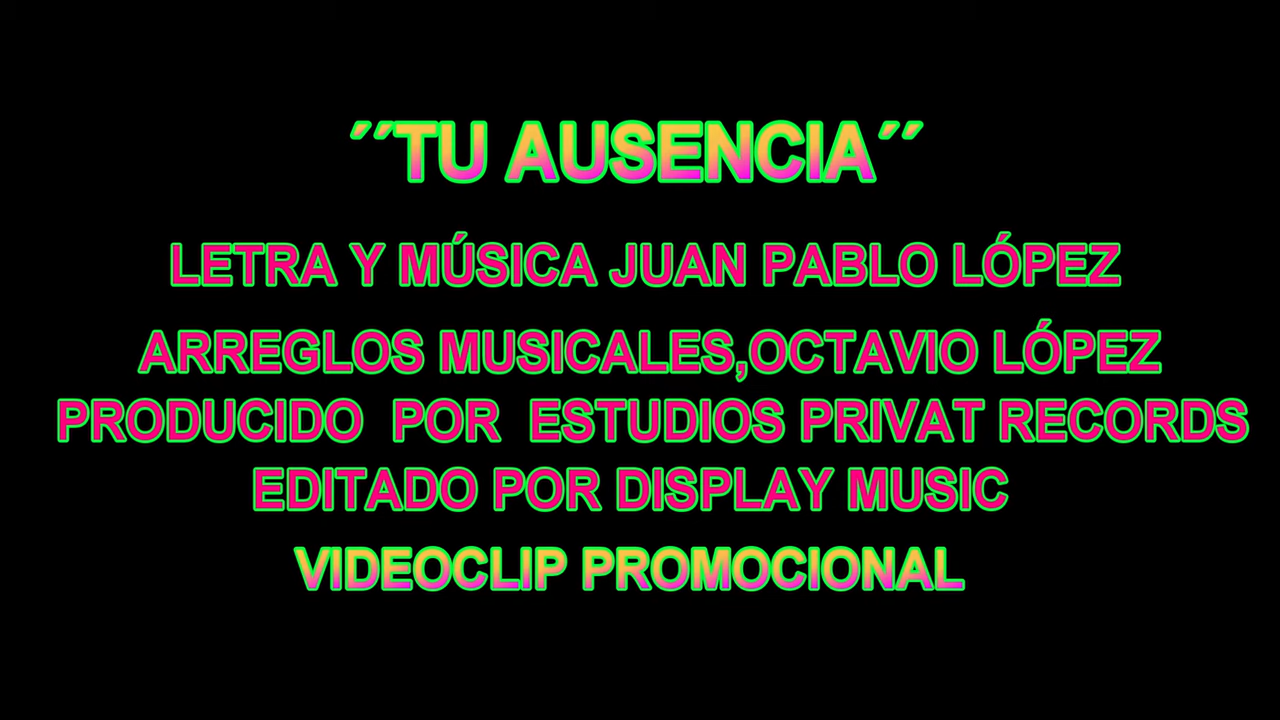 ´´TU AUSENCIA´´
LETRA Y MÚSICA JUAN PABLO LÓPEZ
ARREGLOS MUSICALES,OCTAVIO LÓPEZ
PRODUCIDO  POR  ESTUDIOS PRIVAT RECORDS
EDITADO POR DISPLAY MUSIC
VIDEOCLIP PROMOCIONAL